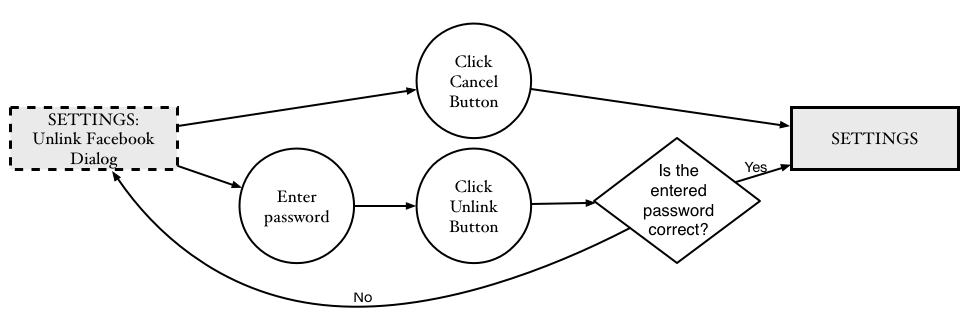 SETTINGS:
Unlink Facebook
Dialog
Click
Cancel
Button
Enter
password
Click
Unlink
Button
Is the
entered
password
correct?
Yes
SETTINGS
No